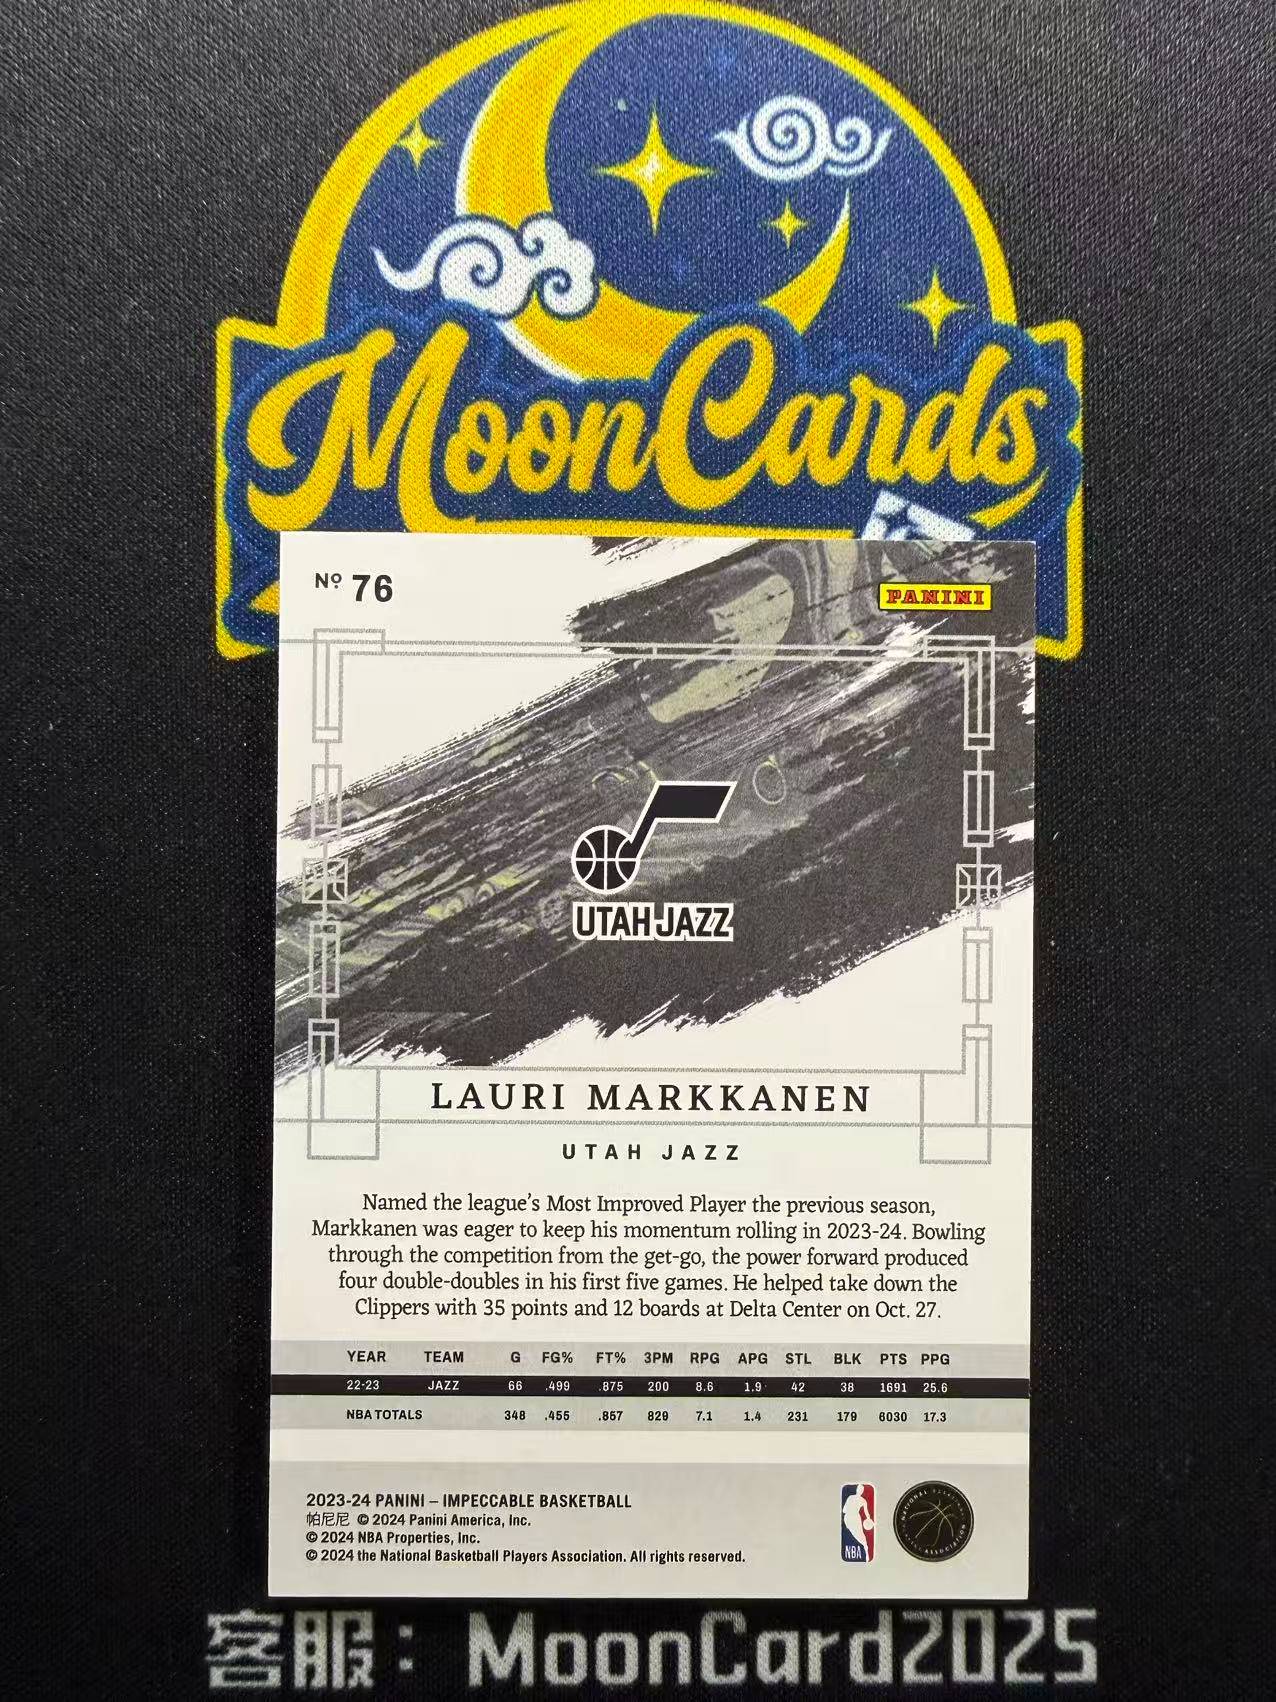 MoonCards
Nº 76
PANINI
UTAH JAZZ
LAURI MARKKANEN
UTAH JAZZ
Named the league's Most Improved Player the previous season,
Markkanen was eager to keep his momentum rolling in 2023-24. Bowling
through the competition from the get-go, the power forward produced
four double-doubles in his first five games. He helped take down the
Clippers with 35 points and 12 boards at Delta Center on Oct. 27.
YEAR TEAM G FG% FT% 3PM RPG APG STL BLK PTS PPG
22-23 JAZZ 66 .499 .875 200 8.6 1.9 42 38 1691 25.6
NBA TOTALS 348 .455 .857 829 7.1 1.4 231 179 6030 17.3
2023-24 PANINI – IMPECCABLE BASKETBALL
帕尼尼 © 2024 Panini America, Inc.
© 2024 NBA Properties, Inc.
© 2024 the National Basketball Players Association. All rights reserved.
NBA
客服：MoonCard2025